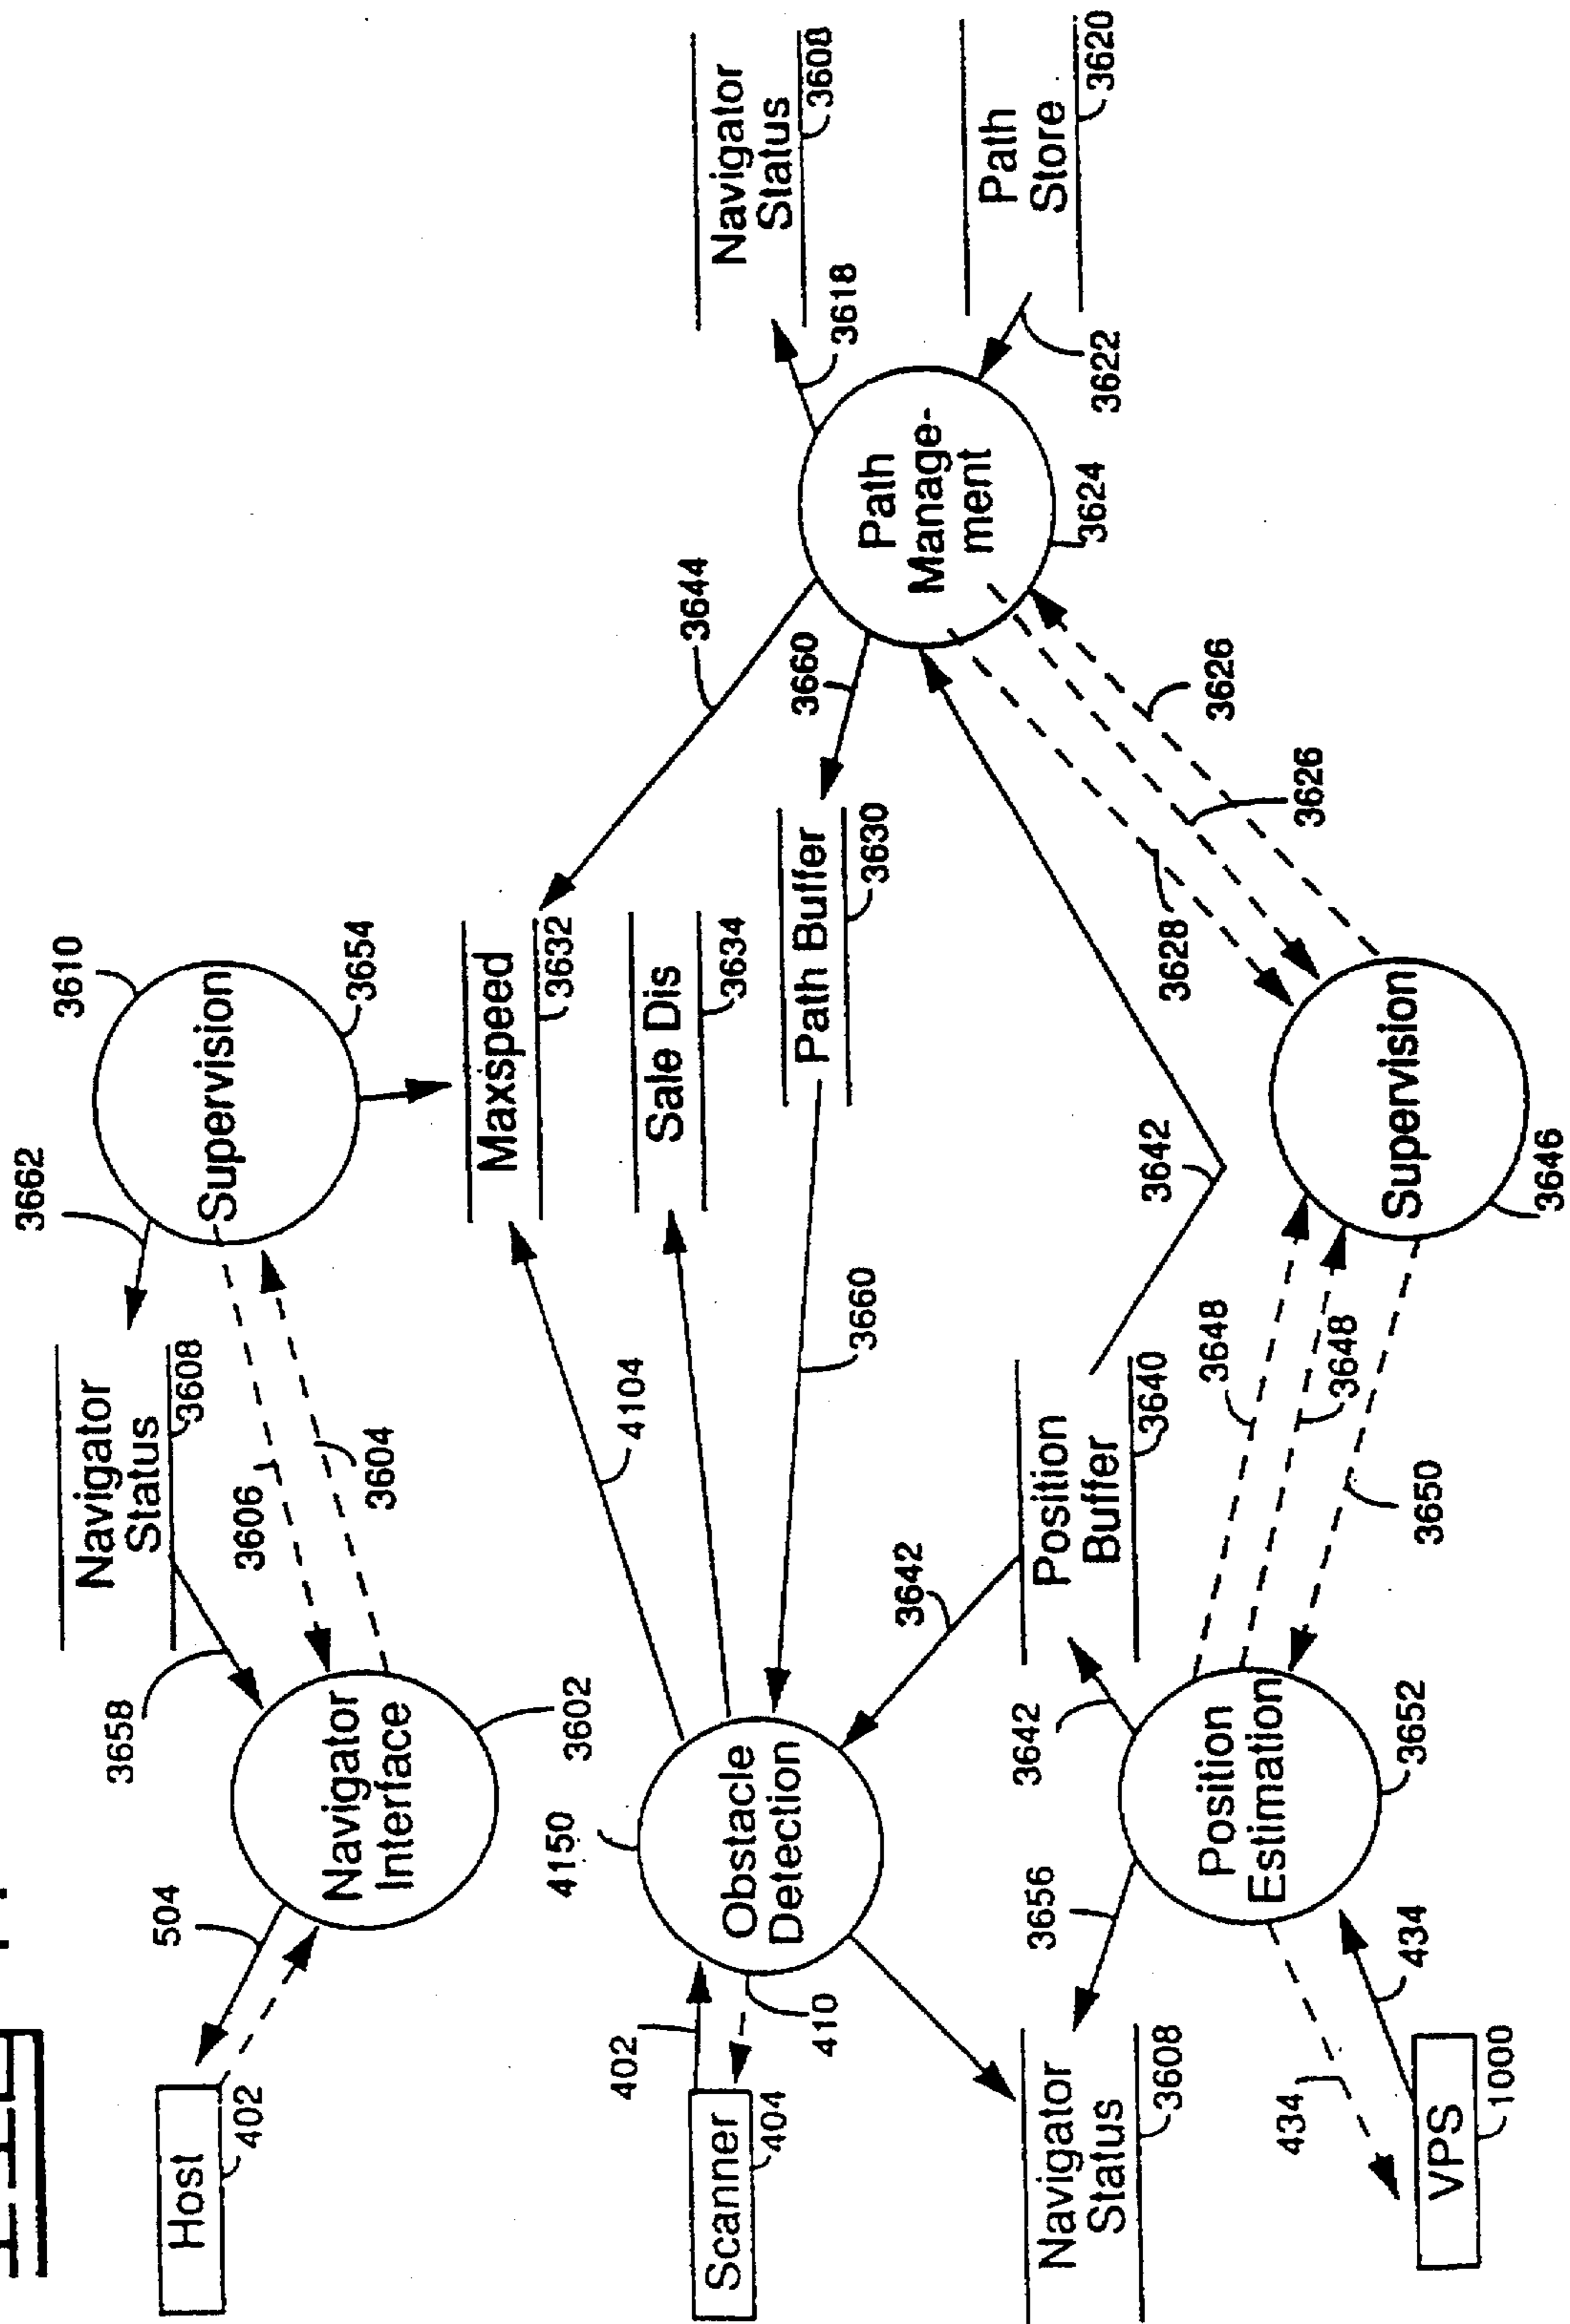 3610
3662
Supervision
3654
Navigator
Status
3608
3658
3606
3604
504
Navigator
Interface
3602
Host
402
Maxspeed
3632
Sale Dis
3634
Path Buffer
3630
3644
3660
Navigator
Status
3608
3618
Path
Store
3620
3622
Path
Manage-
ment
3624
4104
3660
4150
Obstacle
Detection
402
410
Scanner
404
3642
3642
Position
Buffer
3640
3628
3626
3626
3648
3648
3650
Supervision
3646
3642
3656
Position
Estimation
3652
Navigator
Status
3608
434
434
VPS
1000